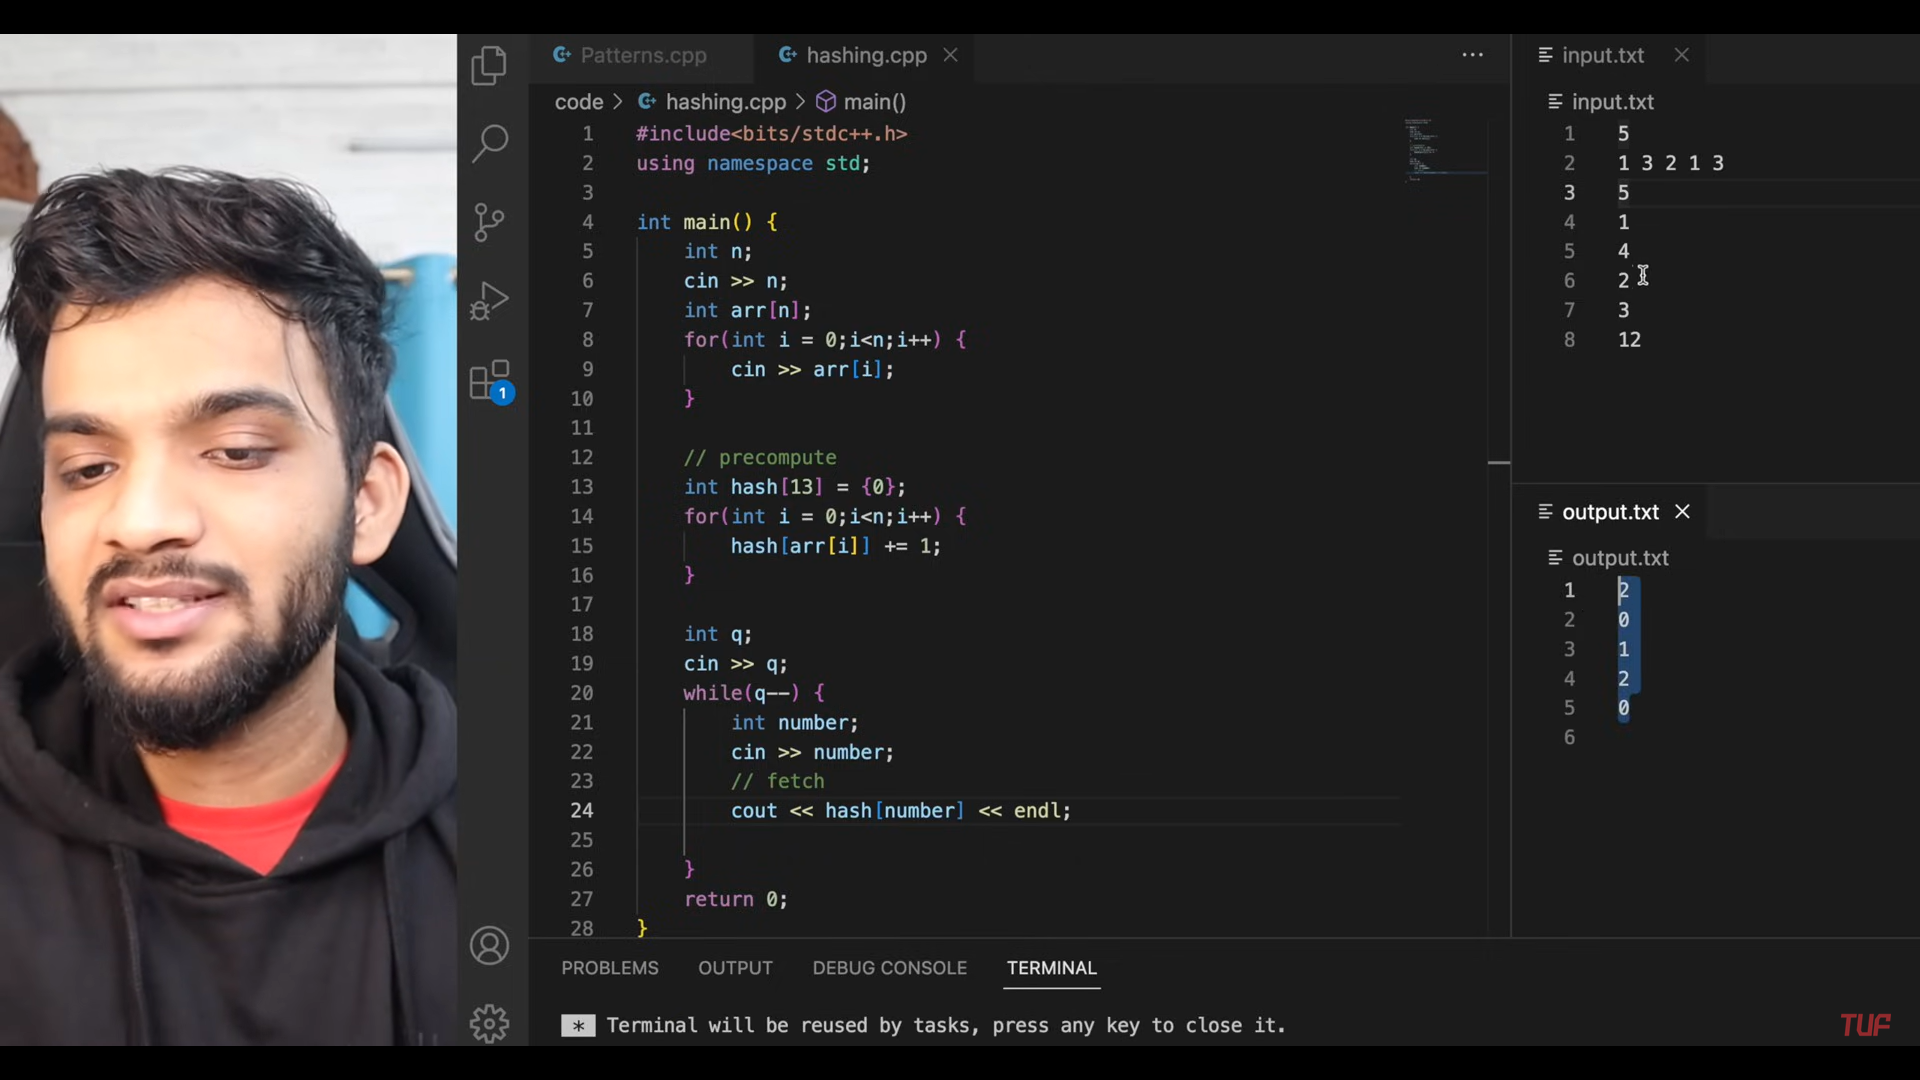 Patterns.cpp
hashing.cpp
code > hashing.cpp > main()
1 #include<bits/stdc++.h>
2 using namespace std;
3
4 int main() {
5 int n;
6 cin >> n;
7 int arr[n];
8 for(int i = 0;i<n;i++) {
9 cin >> arr[i];
10 }
11
12 // precompute
13 int hash[13] = {0};
14 for(int i = 0;i<n;i++) {
15 hash[arr[i]] += 1;
16 }
17
18 int q;
19 cin >> q;
20 while(q--) {
21 int number;
22 cin >> number;
23 // fetch
24 cout << hash[number] << endl;
25
26 }
27 return 0;
28 }
1
PROBLEMS OUTPUT DEBUG CONSOLE TERMINAL
* Terminal will be reused by tasks, press any key to close it.
input.txt
input.txt
1 5
2 1 3 2 1 3
3 5
4 1
5 4
6 2
7 3
8 12
output.txt
output.txt
1 2
2 0
3 1
4 2
5 0
6
TUF